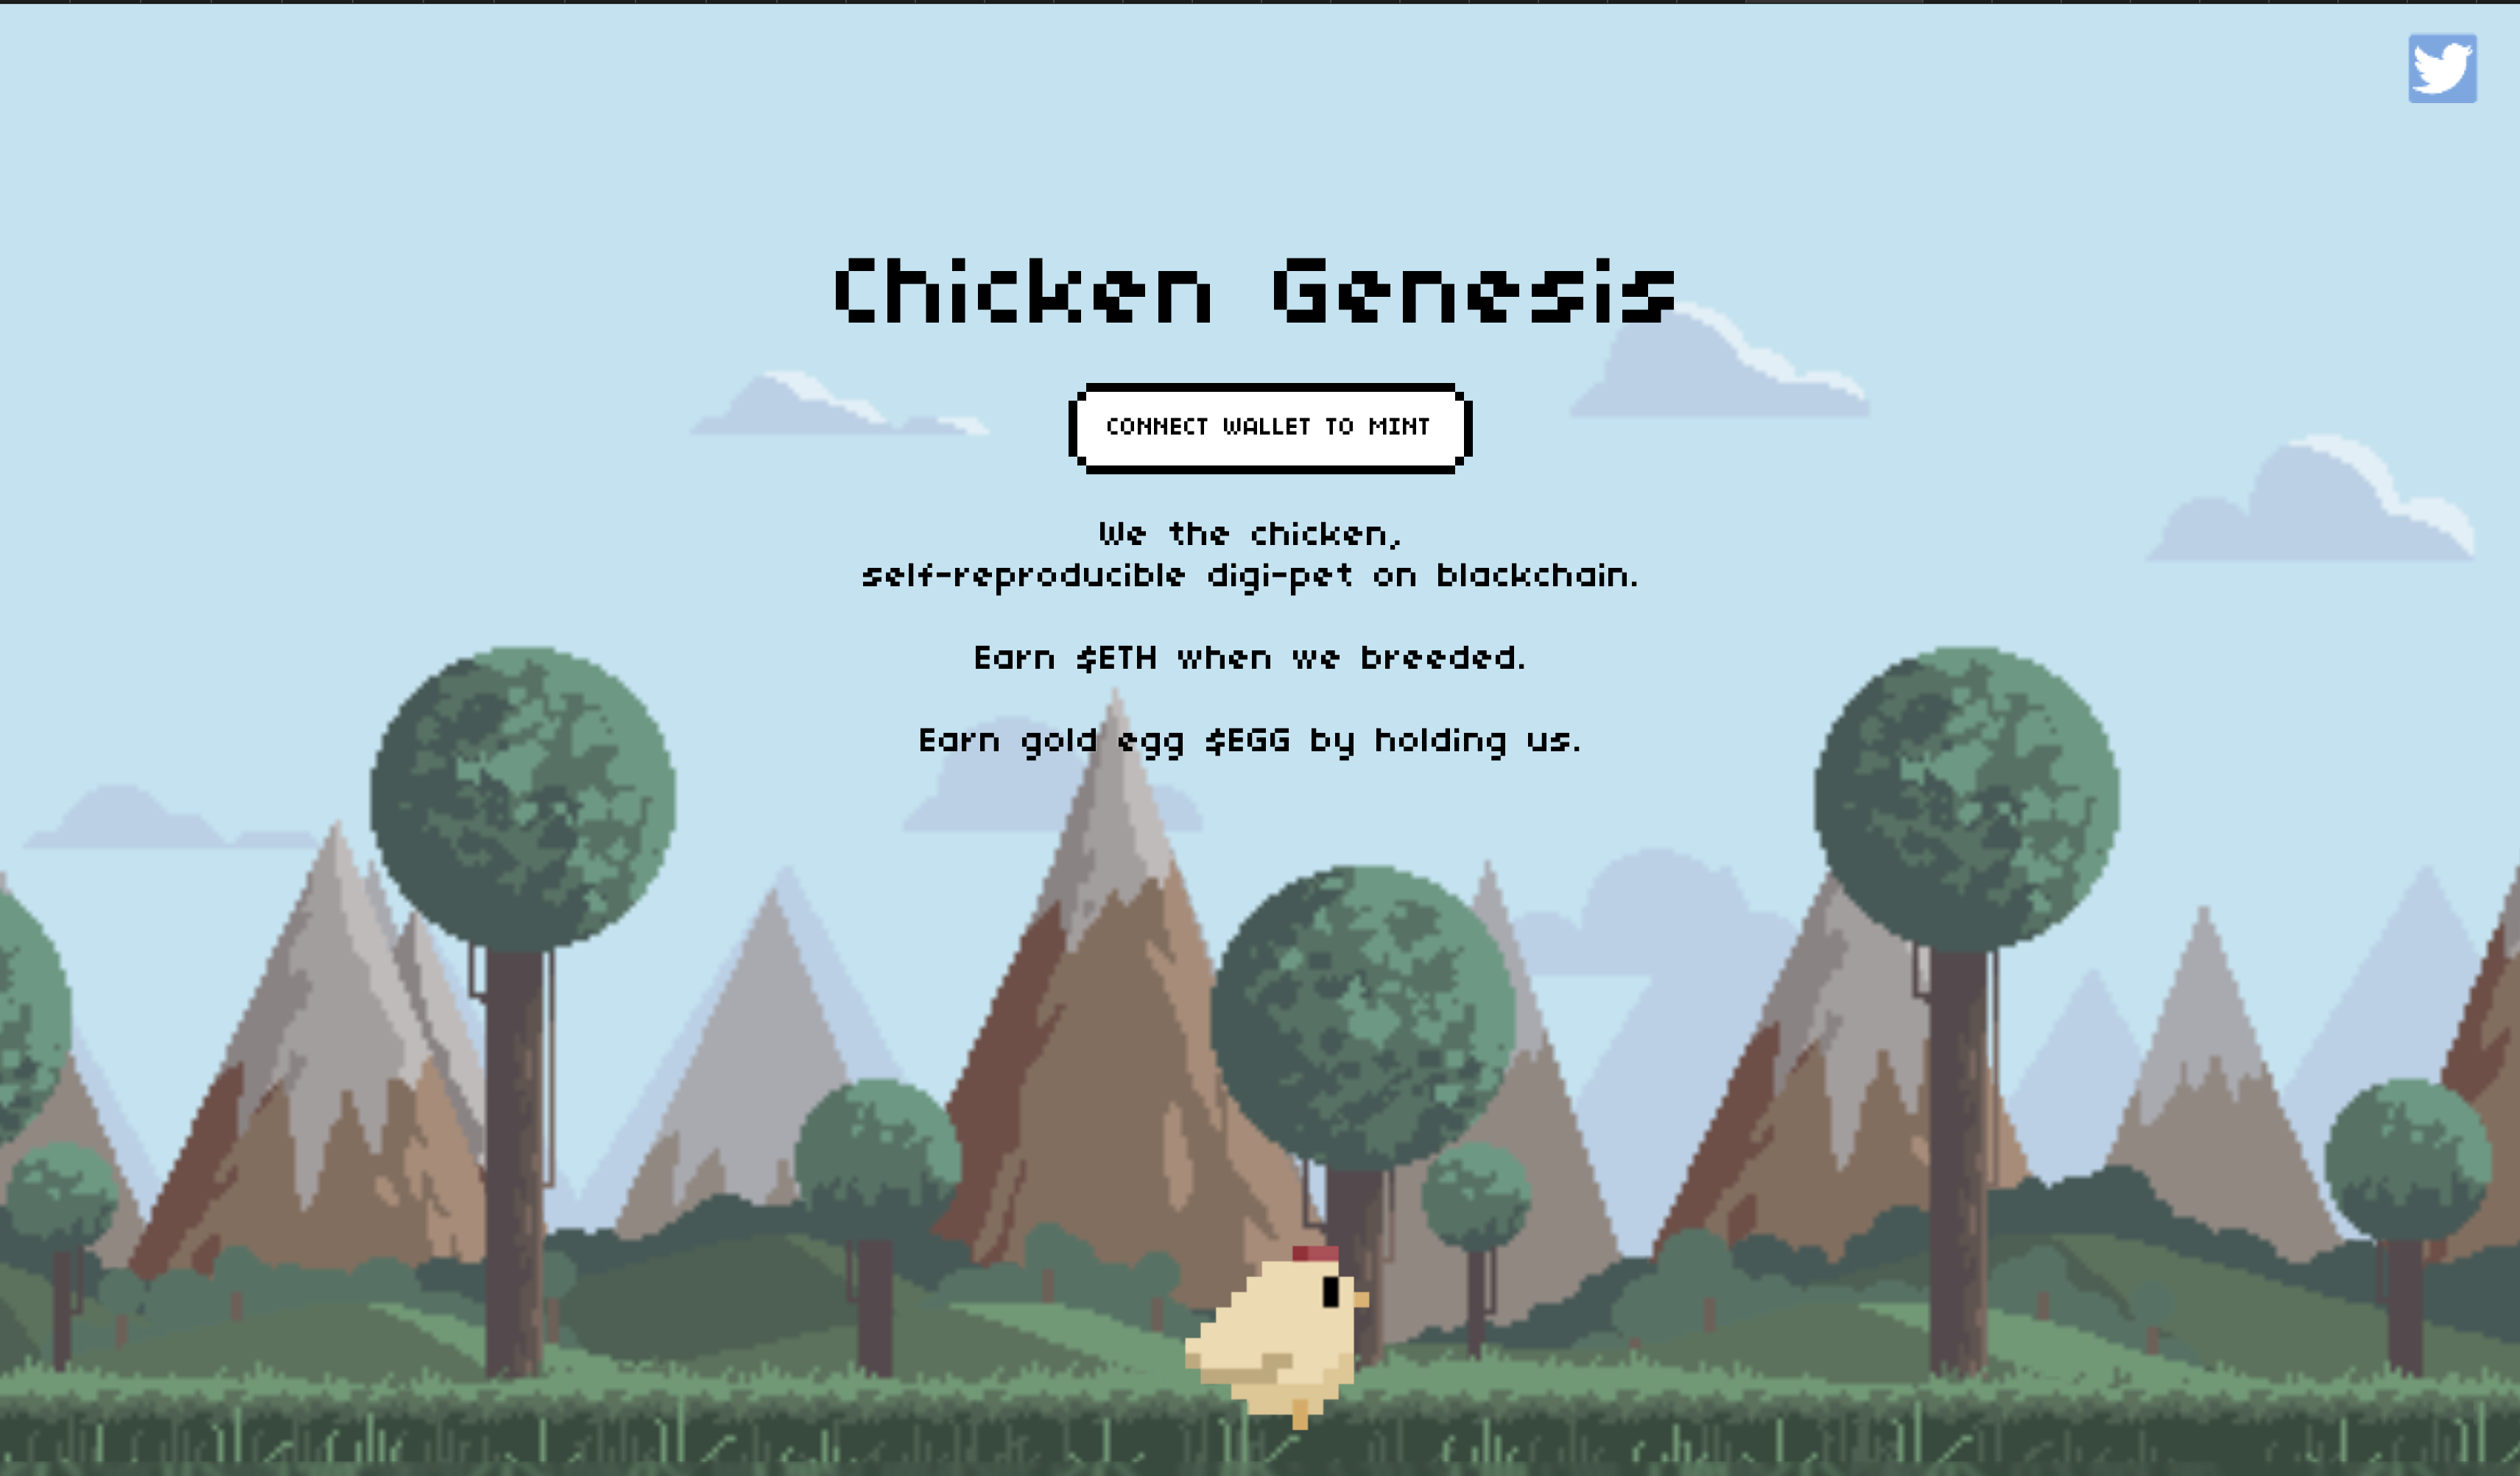 Chicken Genesis
CONNECT WALLET TO MINT
We the chicken,
self-reproducible digi-pet on blackchain.
Earn $ETH when we breeded.
Earn gold egg $EGG by holding us.